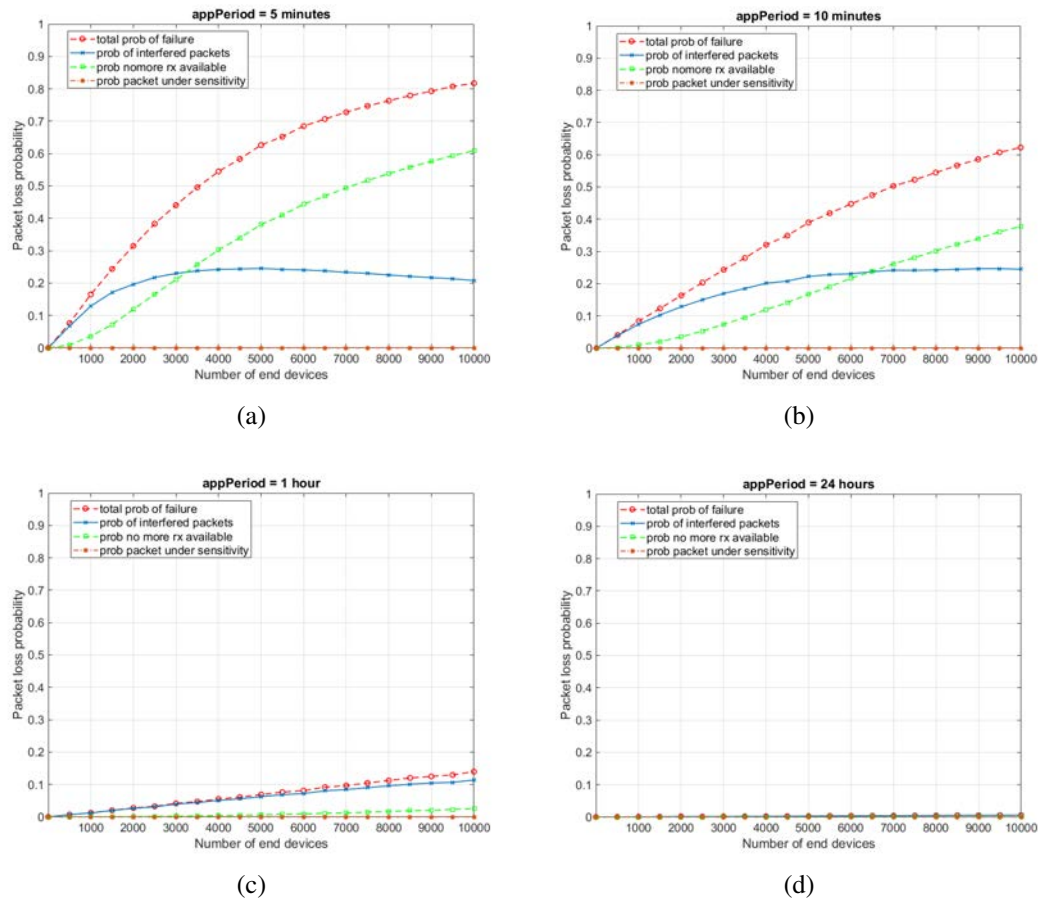 appPeriod = 5 minutes
total prob of failure
prob of interfered packets
prob nomore rx available
prob packet under sensitivity
Packet loss probability
1
0.9
0.8
0.7
0.6
0.5
0.4
0.3
0.2
0.1
0
1000 2000 3000 4000 5000 6000 7000 8000 9000 10000
Number of end devices
(a)
appPeriod = 10 minutes
total prob of failure
prob of interfered packets
prob nomore rx available
prob packet under sensitivity
Packet loss probability
1
0.9
0.8
0.7
0.6
0.5
0.4
0.3
0.2
0.1
0
1000 2000 3000 4000 5000 6000 7000 8000 9000 10000
Number of end devices
(b)
appPeriod = 1 hour
total prob of failure
prob of interfered packets
prob no more rx available
prob packet under sensitivity
Packet loss probability
1
0.9
0.8
0.7
0.6
0.5
0.4
0.3
0.2
0.1
0
1000 2000 3000 4000 5000 6000 7000 8000 9000 10000
Number of end devices
(c)
appPeriod = 24 hours
total prob of failure
prob of interfered packets
prob no more rx available
prob packet under sensitivity
Packet loss probability
1
0.9
0.8
0.7
0.6
0.5
0.4
0.3
0.2
0.1
0
1000 2000 3000 4000 5000 6000 7000 8000 9000 10000
Number of end devices
(d)